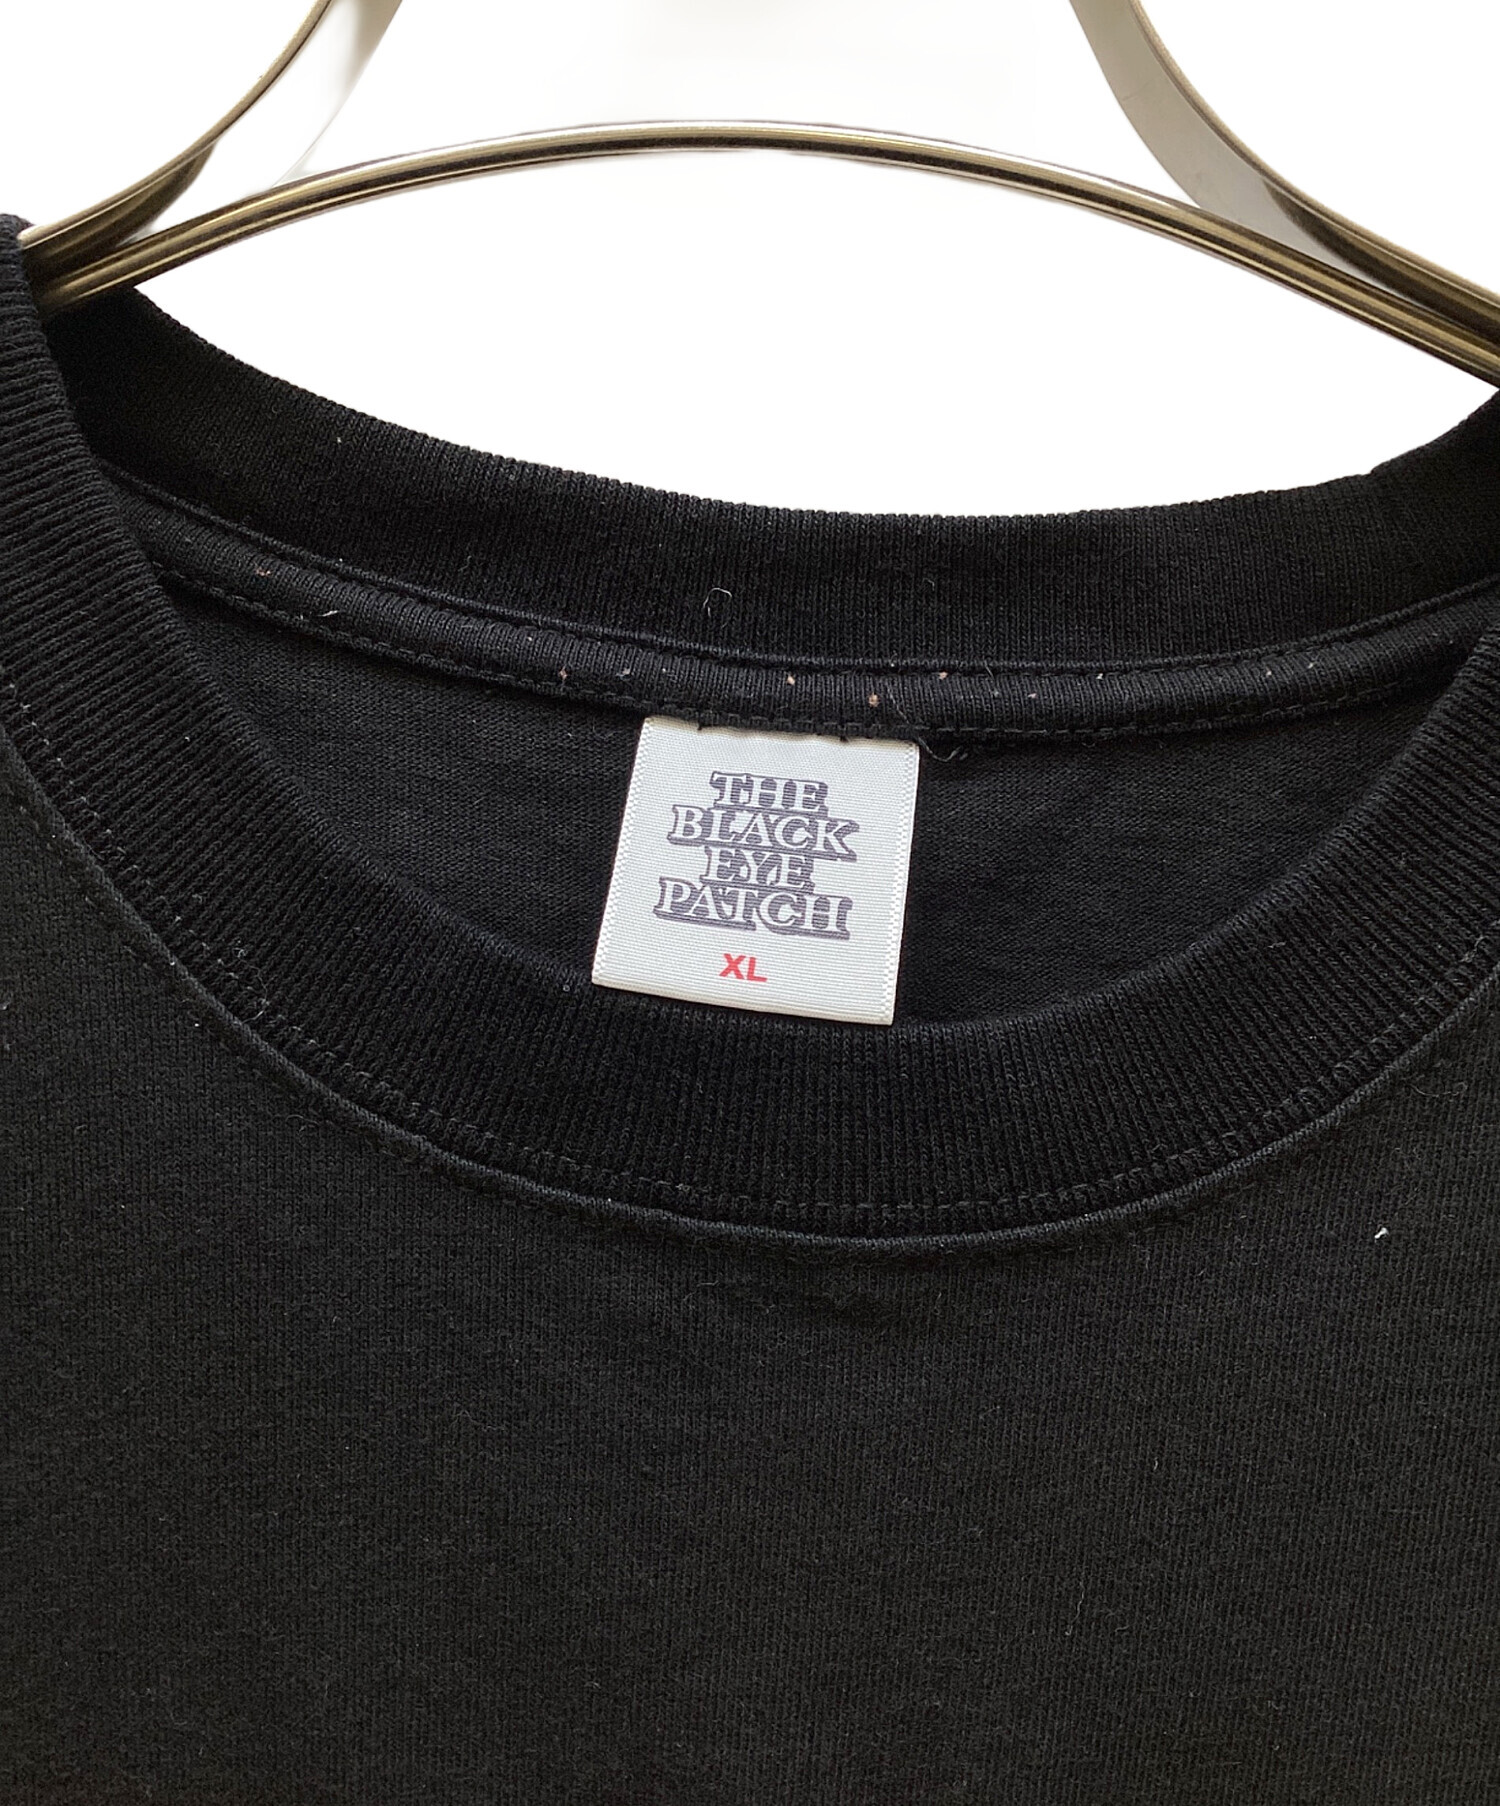 THE
BLACK
EYE
PATCH
XL